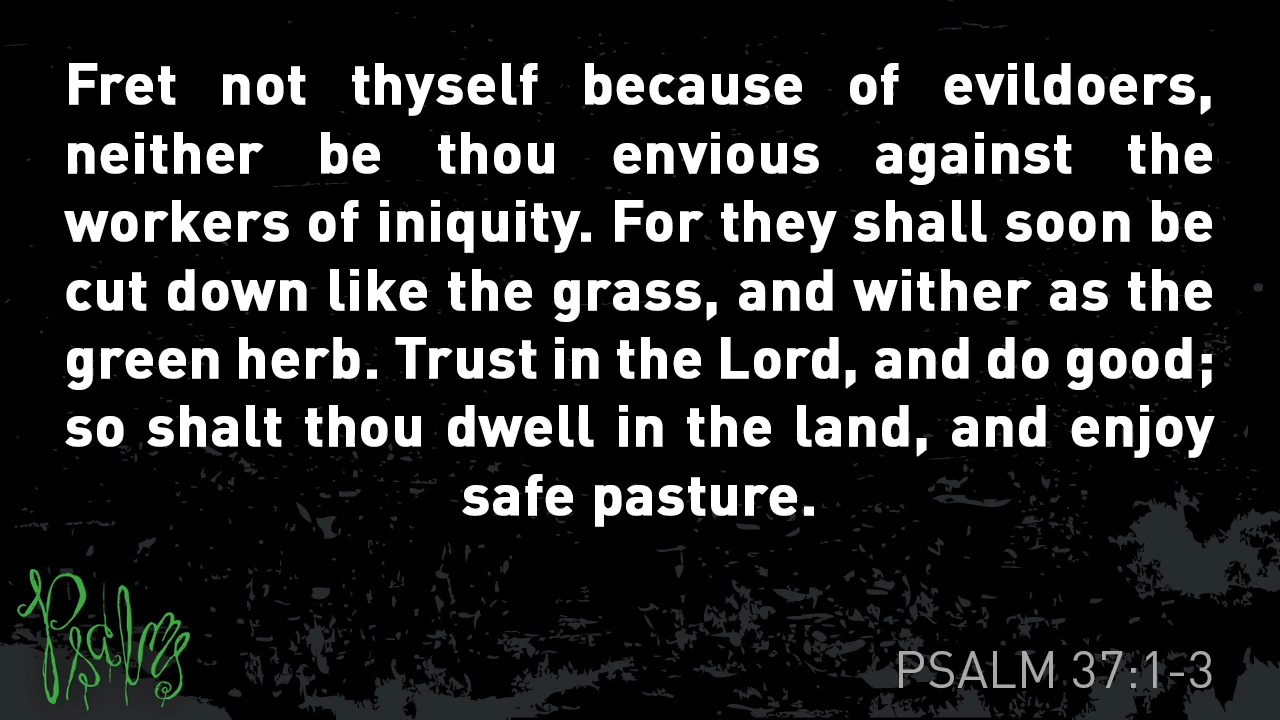 Fret not thyself because of evildoers,
neither be thou envious against the
workers of iniquity. For they shall soon be
cut down like the grass, and wither as the
green herb. Trust in the Lord, and do good;
so shalt thou dwell in the land, and enjoy
safe pasture.
Psalms
PSALM 37:1-3